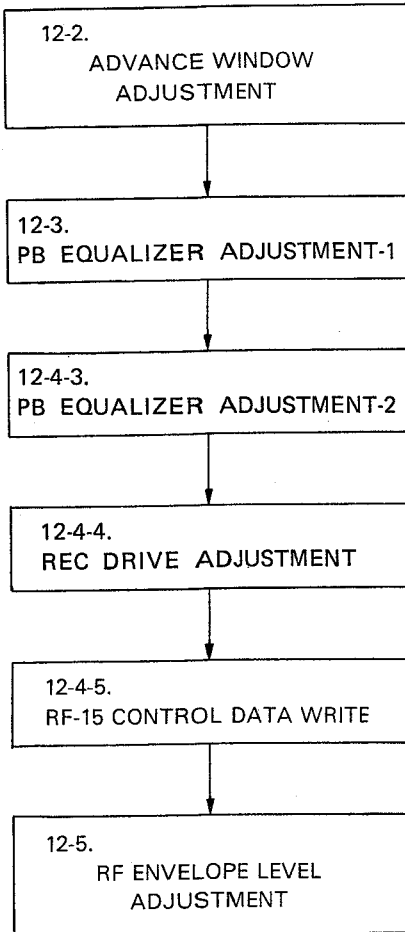 12-2.
ADVANCE WINDOW
ADJUSTMENT
12-3.
PB EQUALIZER ADJUSTMENT-1
12-4-3.
PB EQUALIZER ADJUSTMENT-2
12-4-4.
REC DRIVE ADJUSTMENT
12-4-5.
RF-15 CONTROL DATA WRITE
12-5.
RF ENVELOPE LEVEL
ADJUSTMENT